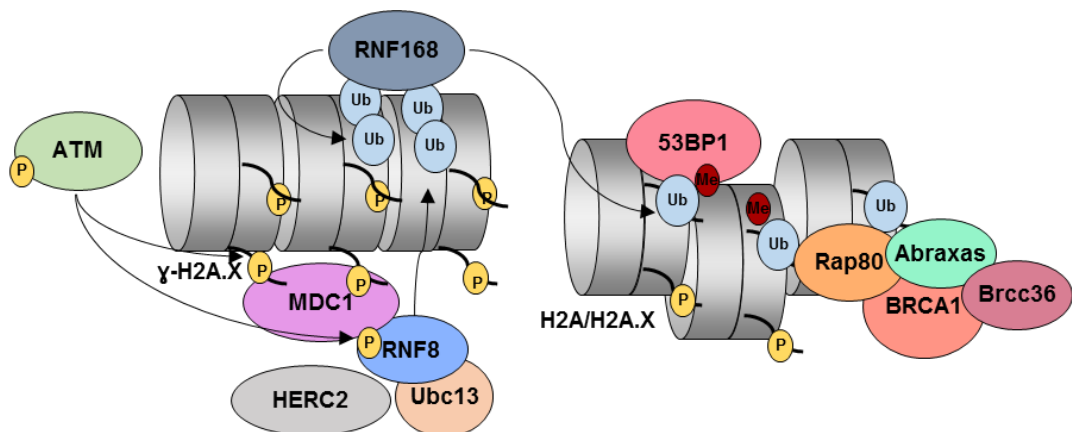 RNF168
Ub
Ub
Ub
Ub
ATM
P
P
P
P
53BP1
Me
Ub
Me
Ub
Ub
ɣ-H2A.X
P
P
P
MDC1
Rap80
Abraxas
Brcc36
BRCA1
H2A/H2A.X
P
P
P
RNF8
HERC2
Ubc13